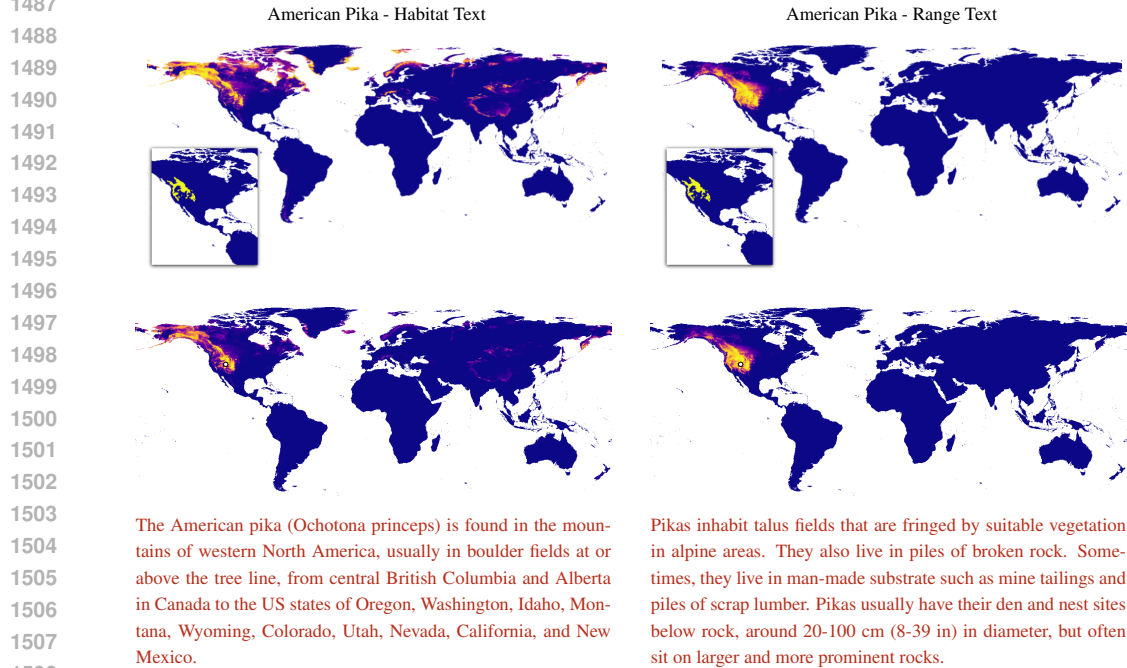 1487
1488
1489
1490
1491
1492
1493
1494
1495
1496
1497
1498
1499
1500
1501
1502
1503
1504
1505
1506
1507
American Pika - Habitat Text
American Pika - Range Text
The American pika (Ochotona princeps) is found in the moun-
tains of western North America, usually in boulder fields at or
above the tree line, from central British Columbia and Alberta
in Canada to the US states of Oregon, Washington, Idaho, Mon-
tana, Wyoming, Colorado, Utah, Nevada, California, and New
Mexico.
Pikas inhabit talus fields that are fringed by suitable vegetation
in alpine areas. They also live in piles of broken rock. Some-
times, they live in man-made substrate such as mine tailings and
piles of scrap lumber. Pikas usually have their den and nest sites
below rock, around 20-100 cm (8-39 in) in diameter, but often
sit on larger and more prominent rocks.